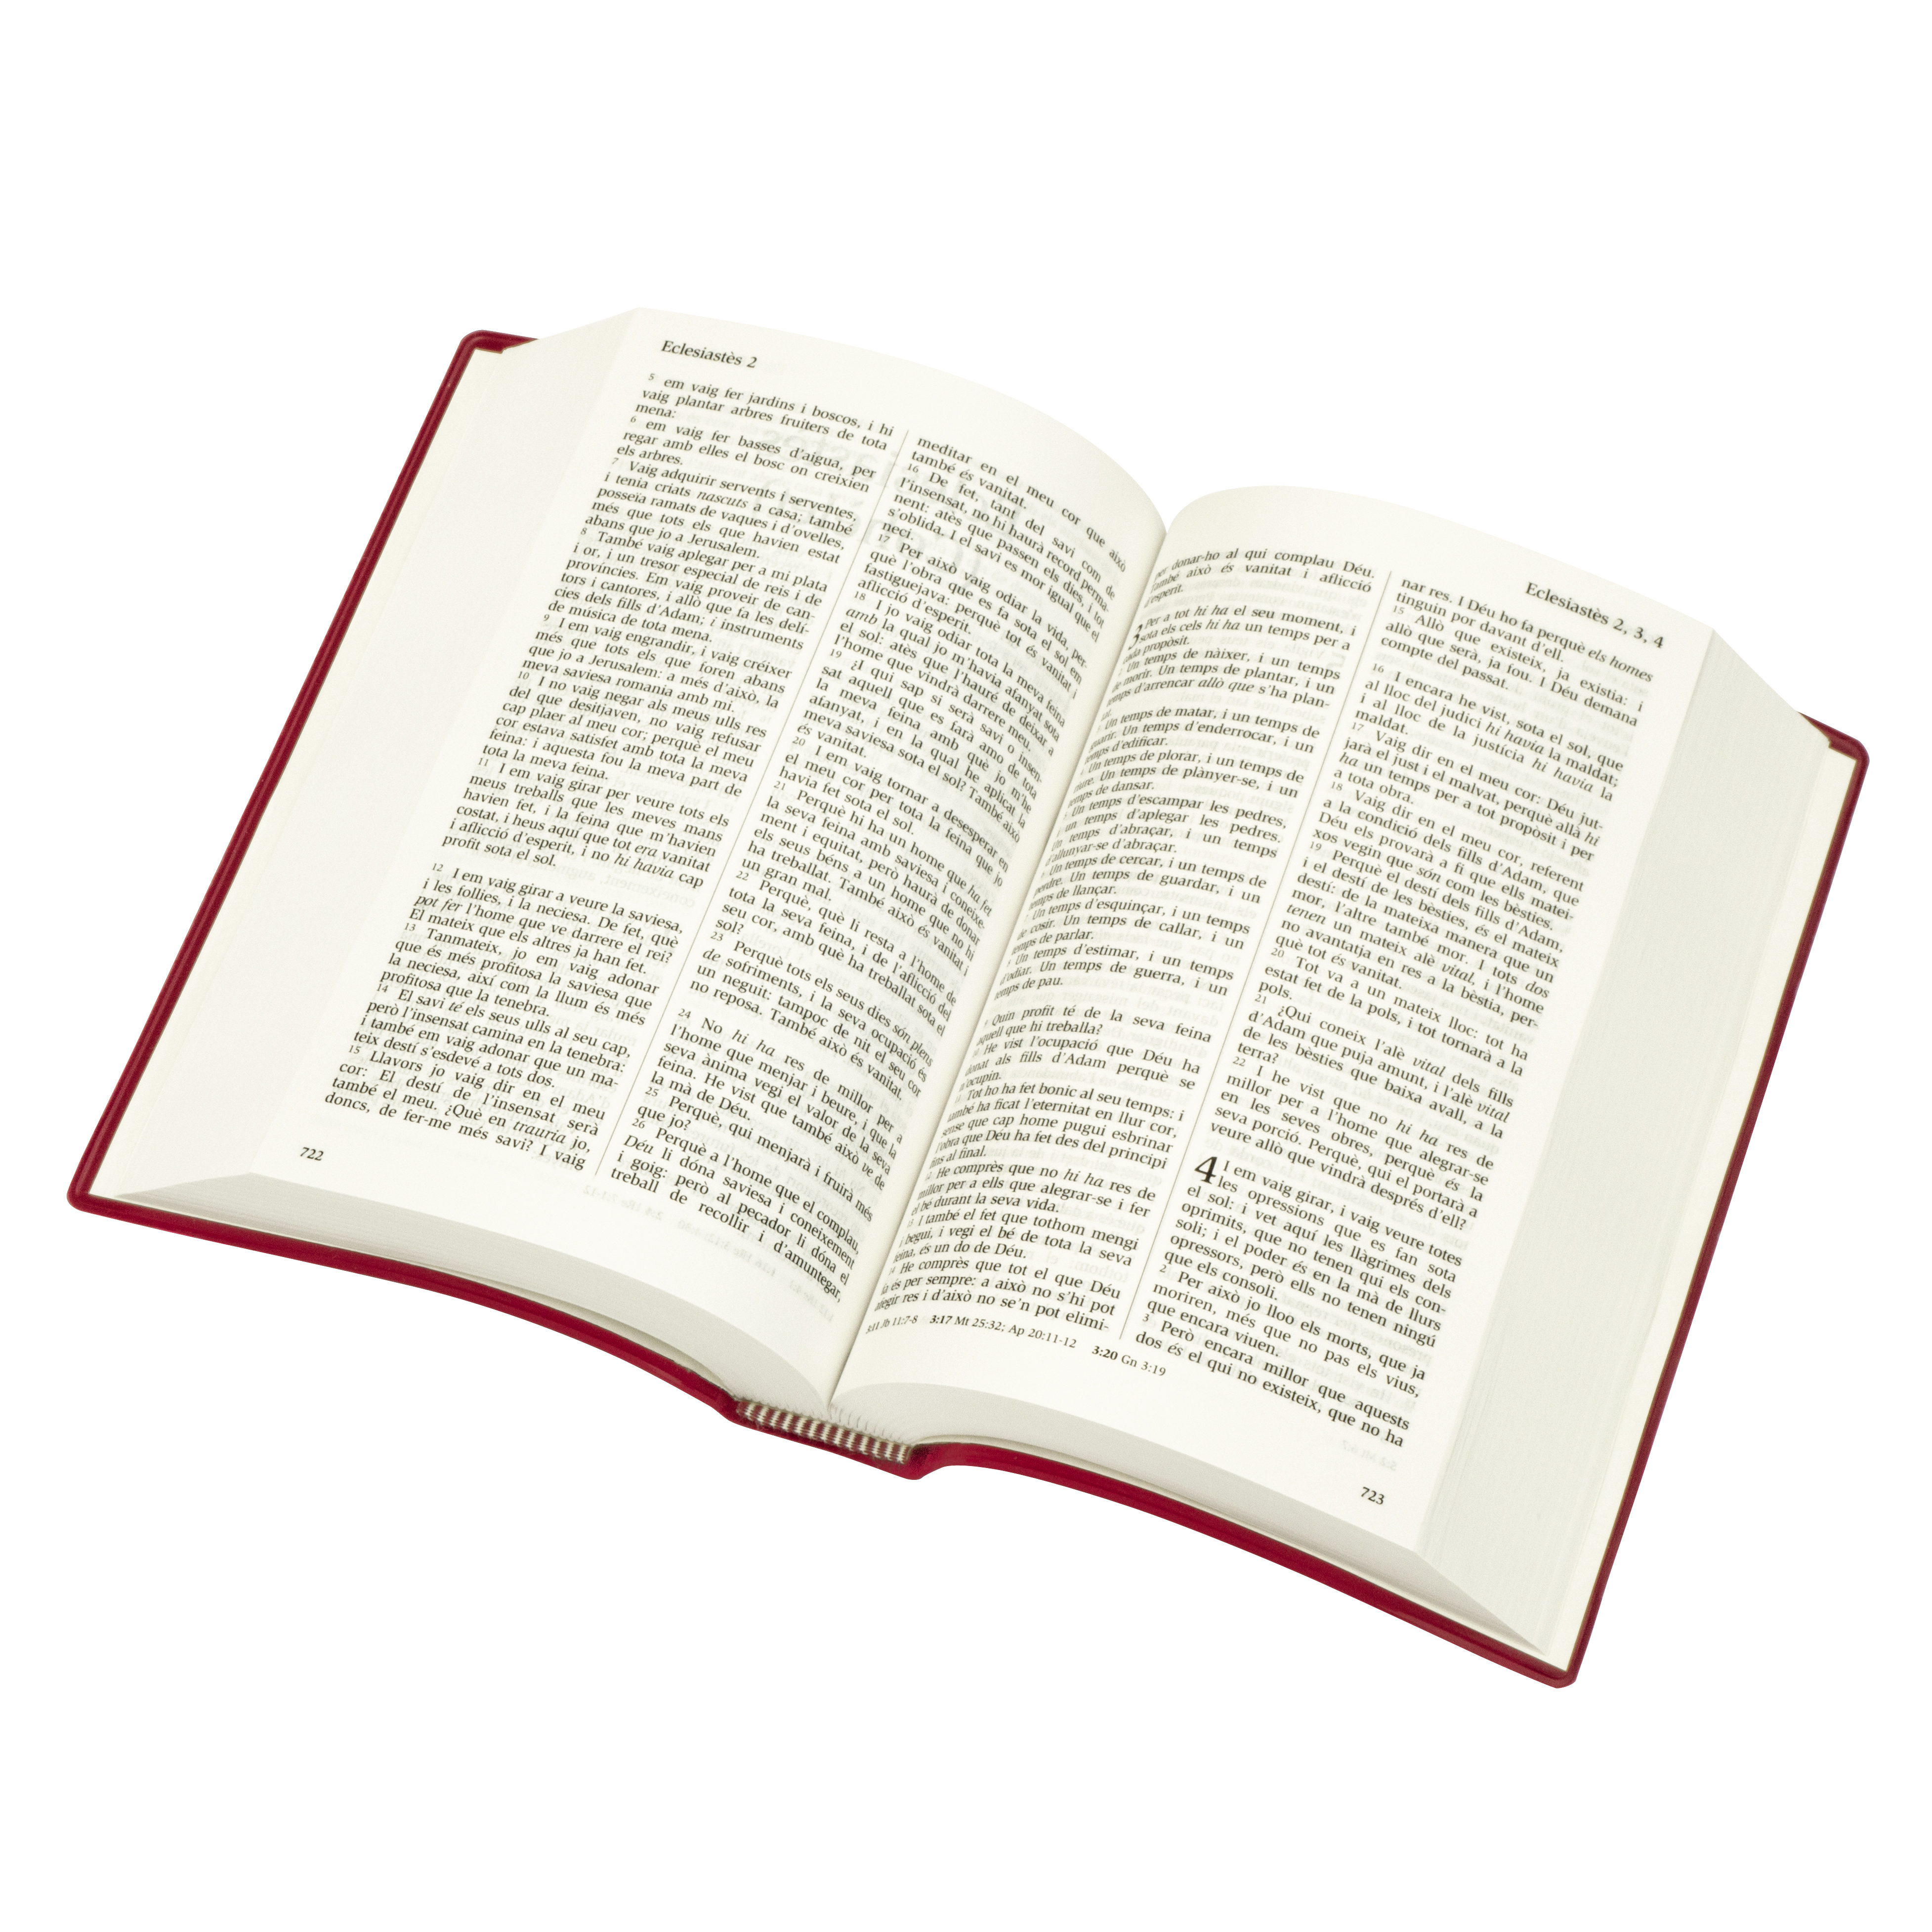 Eclesiastès 2
5 em vaig fer jardins i boscos, i hi
vaig plantar arbres fruiters de tota
mena:
6 em vaig fer basses d'aigua, per
regar amb elles el bosc on creixien
els arbres.
7 Vaig adquirir servents i serventes,
i tenia criats nascuts a casa; també
posseïa ramats de vaques i d'ovelles,
més que tots els que havien estat
abans que jo a Jerusalem.
8 També vaig aplegar per a mi plata
i or, i un tresor especial de reis i de
províncies. Em vaig proveir de can-
tors i cantores, i allò que fa les delí-
cies dels fills d'Adam; i instruments
de música de tota mena.
9 I em vaig engrandir, i vaig créixer
més que tots els que foren abans
que jo a Jerusalem: a més d'això, la
meva saviesa romania amb mi.
10 I no vaig negar als meus ulls res
del que desitjaven, no vaig refusar
cap plaer al meu cor; perquè el meu
cor estava satisfet amb tota la meva
feina: i aquesta fou la meva part de
tota la meva feina.
11 I em vaig girar per veure tots els
meus treballs que les meves mans
havien fet, i la feina que m'havien
costat, i heus aquí que tot era vanitat
i aflicció d'esperit, i no hi havia cap
profit sota el sol.
12 I em vaig girar a veure la saviesa,
i les follies, i la neciesa. De fet, què
pot fer l'home que ve darrere el rei?
El mateix que els altres ja han fet.
13 Tanmateix, jo em vaig adonar
que és més profitosa la saviesa que
la neciesa, així com la llum és més
profitosa que la tenebra.
14 El savi té els seus ulls al seu cap,
però l'insensat camina en la tenebra:
i també em vaig adonar que un ma-
teix destí s'esdevé a tots dos.
15 Llavors jo vaig dir en el meu
cor: El destí de l'insensat serà
també el meu. ¿Què en trauria jo,
doncs, de fer-me més savi? I vaig
722
meditar en el meu cor que això
també és vanitat.
16 De fet, tant del savi com de
l'insensat, no hi haurà record perma-
nent: atès que passen els dies, i tot
s'oblida. I el savi es mor igual que el
neci.
17 Per això vaig odiar la vida, per-
què l'obra que es fa sota el sol em
fastiguejava: perquè tot és vanitat i
aflicció d'esperit.
18 I jo vaig odiar tota la meva feina
amb la qual jo m'havia afanyat sota
el sol: atès que l'hauré de deixar a
l'home que vindrà darrere meu.
19 ¿I qui sap si serà savi o insen-
sat aquell que es farà amo de tota
la meva feina amb què jo m'he
afanyat, i en la qual he aplicat la
meva saviesa sota el sol? També això
és vanitat.
20 I em vaig tornar a desesperar en
el meu cor per tota la feina que jo
havia fet sota el sol.
21 Perquè hi ha un home que ha fet
la seva feina amb saviesa i coneixe-
ment i equitat, però haurà de donar
els seus béns a un home que no hi
ha treballat. També això és vanitat i
un gran mal.
22 Perquè, què li resta a l'home de
tota la seva feina, i de l'aflicció del
seu cor, amb què ha treballat sota el
sol?
23 Perquè tots els seus dies són plens
de sofriments, i la seva ocupació és
un neguit: tampoc de nit el seu cor
no reposa. També això és vanitat.
24 No hi ha res de millor per a
l'home que menjar i beure, i que la
seva ànima vegi el valor de la seva
feina. He vist que també això ve de
la mà de Déu.
25 Perquè, qui menjarà i fruirà més
que jo?
26 Perquè a l'home que el complau,
Déu li dóna saviesa i coneixement
i goig: però al pecador li dóna el
treball de recollir i d'amuntegar,
Eclesiastès 2, 3, 4
per donar-ho al qui complau Déu.
També això és vanitat i aflicció
d'esperit.
3 Per a tot hi ha el seu moment, i
sota els cels hi ha un temps per a
cada propòsit.
Un temps de nàixer, i un temps
de morir. Un temps de plantar, i un
temps d'arrencar allò que s'ha plan-
tat.
Un temps de matar, i un temps de
guarir. Un temps d'enderrocar, i un
temps d'edificar.
Un temps de plorar, i un temps de
riure. Un temps de plànyer-se, i un
temps de dansar.
Un temps d'escampar les pedres,
i un temps d'aplegar les pedres.
Un temps d'abraçar, i un temps
d'allunyar-se d'abraçar.
Un temps de cercar, i un temps de
perdre. Un temps de guardar, i un
temps de llançar.
Un temps d'esquinçar, i un temps
de cosir. Un temps de callar, i un
temps de parlar.
Un temps d'estimar, i un temps
d'odiar. Un temps de guerra, i un
temps de pau.
Quin profit té de la seva feina
aquell que hi treballa?
He vist l'ocupació que Déu ha
donat als fills d'Adam perquè se
n'ocupin.
Tot ho ha fet bonic al seu temps: i
també ha ficat l'eternitat en llur cor,
sense que cap home pugui esbrinar
l'obra que Déu ha fet des del principi
fins al final.
He comprès que no hi ha res de
millor per a ells que alegrar-se i fer
el bé durant la seva vida.
I també el fet que tothom mengi
i begui, i vegi el bé de tota la seva
feina, és un do de Déu.
He comprès que tot el que Déu
fa és per sempre: a això no s'hi pot
afegir res i d'això no se'n pot elimi-
nar res. I Déu ho fa perquè els homes
tinguin por davant d'ell.
15 Allò que existeix, ja existia: i
allò que serà, ja fou. I Déu demana
compte del passat.
16 I encara he vist, sota el sol, que
al lloc del judici hi havia la maldat;
i al lloc de la justícia hi havia la
maldat.
17 Vaig dir en el meu cor: Déu jut-
jarà el just i el malvat, perquè allà hi
ha un temps per a tot propòsit i per
a tota obra.
18 Vaig dir en el meu cor, referent
a la condició dels fills d'Adam, que
Déu els provarà a fi que ells matei-
xos vegin que són com les bèsties.
19 Perquè el destí dels fills d'Adam,
i el destí de les bèsties, és el mateix
destí: de la mateixa manera que un
mor, l'altre també mor. I tots dos
tenen un mateix alè vital, i l'home
no avantatja en res a la bèstia, per-
què tot és vanitat.
20 Tot va a un mateix lloc: tot ha
estat fet de la pols, i tot tornarà a la
pols.
21 ¿Qui coneix l'alè vital dels fills
d'Adam que puja amunt, i l'alè vital
de les bèsties que baixa avall, a la
terra?
22 I he vist que no hi ha res de
millor per a l'home que alegrar-se
en les seves obres, perquè és la
seva porció. Perquè, qui el portarà a
veure allò que vindrà després d'ell?
4 I em vaig girar, i vaig veure totes
les opressions que es fan sota
el sol: i vet aquí les llàgrimes dels
oprimits, que no tenen qui els con-
soli; i el poder és en la mà de llurs
opressors, però ells no tenen ningú
que els consoli.
2 Per això jo lloo els morts, que ja
moriren, més que no pas els vius,
que encara viuen.
3 Però encara millor que aquests
dos és el qui no existeix, que no ha
3:11 Jb 11:7-8 3:17 Mt 25:32; Ap 20:11-12 3:20 Gn 3:19
723